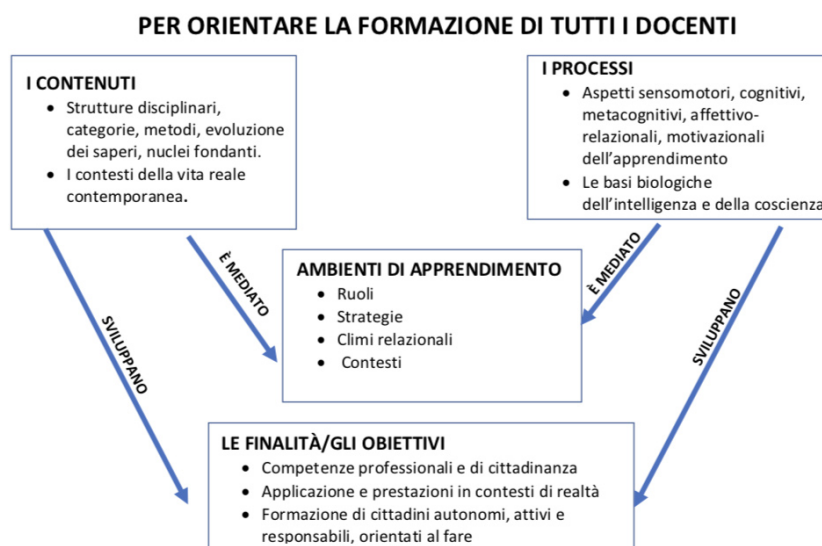 PER ORIENTARE LA FORMAZIONE DI TUTTI I DOCENTI
I CONTENUTI
• Strutture disciplinari,
categorie, metodi, evoluzione
dei saperi, nuclei fondanti.
• I contesti della vita reale
contemporanea.
I PROCESSI
• Aspetti sensomotori, cognitivi,
metacognitivi, affettivo-
relazionali, motivazionali
dell'apprendimento
• Le basi biologiche
dell'intelligenza e della coscienza
È MEDIATO
È MEDIATO
SVILUPPANO
SVILUPPANO
AMBIENTI DI APPRENDIMENTO
• Ruoli
• Strategie
• Climi relazionali
• Contesti
LE FINALITÀ/GLI OBIETTIVI
• Competenze professionali e di cittadinanza
• Applicazione e prestazioni in contesti di realtà
• Formazione di cittadini autonomi, attivi e
responsabili, orientati al fare